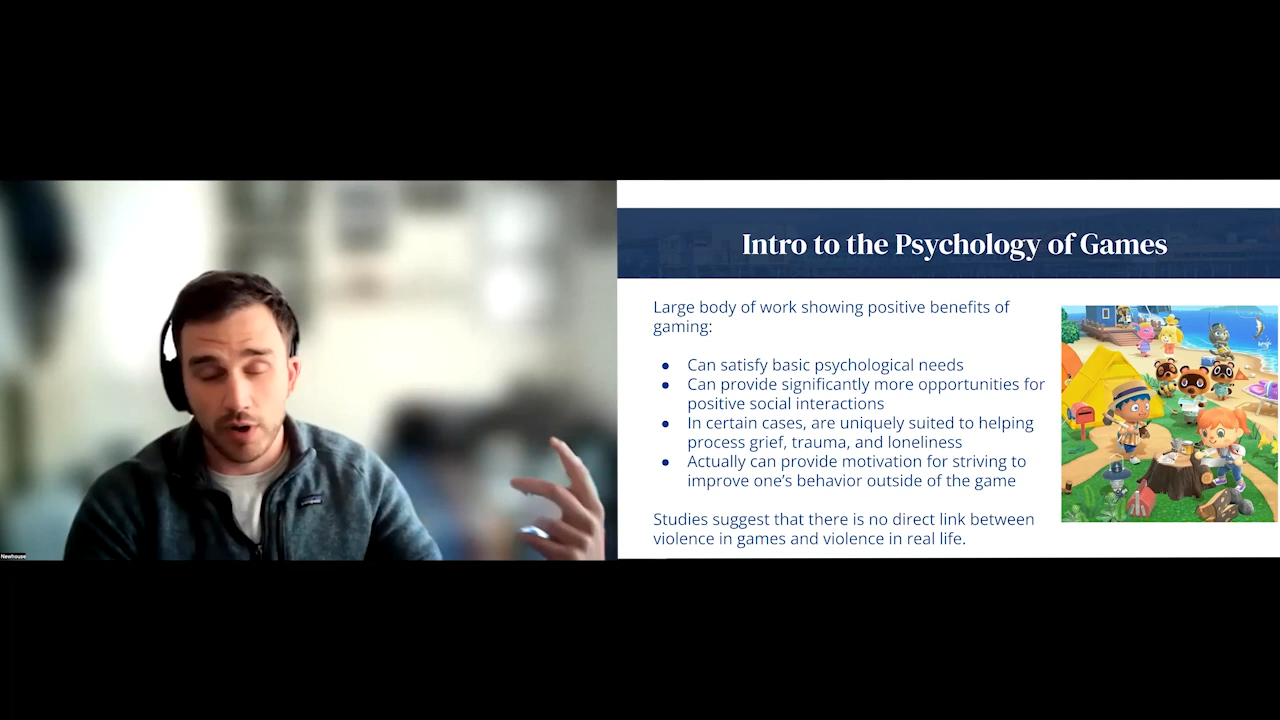 Intro to the Psychology of Games
Large body of work showing positive benefits of
gaming:
● Can satisfy basic psychological needs
● Can provide significantly more opportunities for
positive social interactions
● In certain cases, are uniquely suited to helping
process grief, trauma, and loneliness
● Actually can provide motivation for striving to
improve one's behavior outside of the game
Studies suggest that there is no direct link between
violence in games and violence in real life.
Newhouse